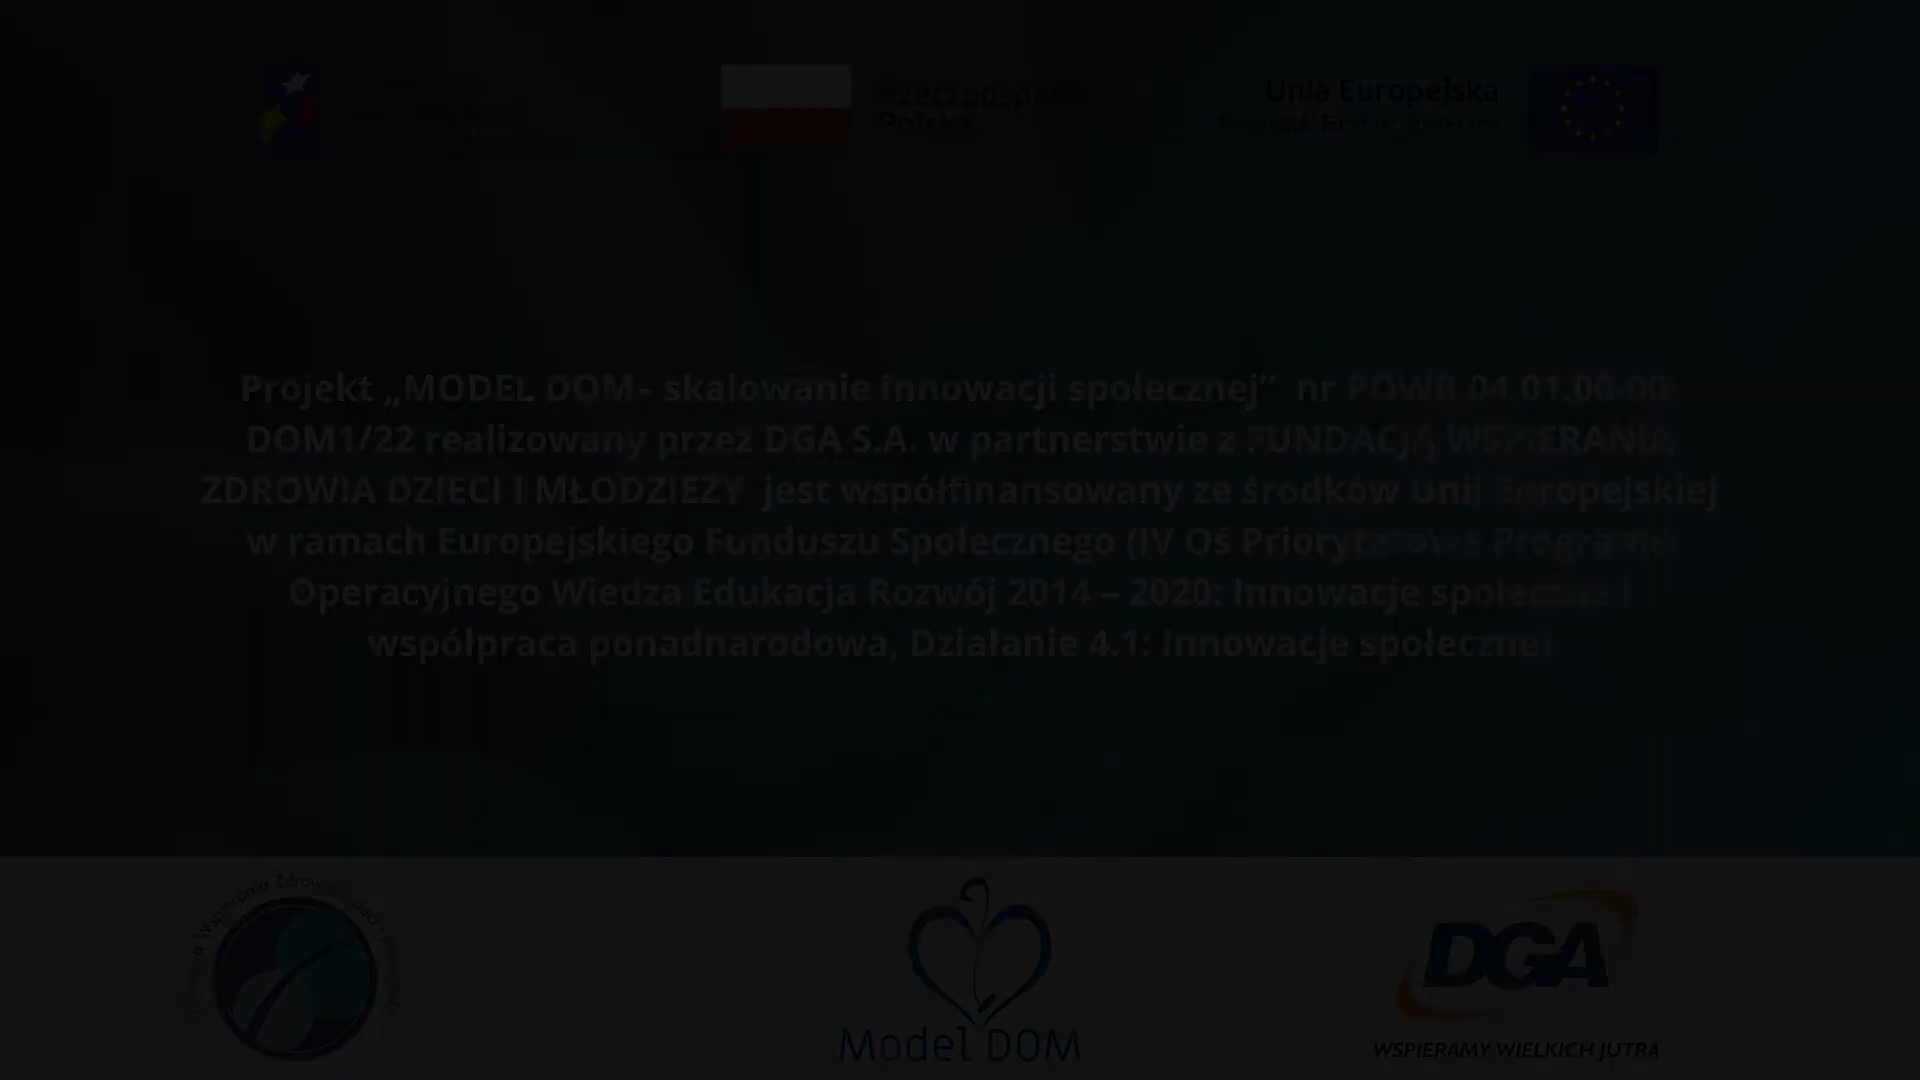 Rzeczpospolita
Polska
Unia Europejska
Projekt „MODEL DOM– skalowanie innowacji społecznej” nr POWR.04.01.00-00-
DOM1/22 realizowany przez DGA S.A. w partnerstwie z FUNDACJĄ WSPIERANIA
ZDROWIA DZIECI I MŁODZIEŻY jest współfinansowany ze środków Unii Europejskiej
w ramach Europejskiego Funduszu Społecznego (IV Oś Priorytetowa Programu
Operacyjnego Wiedza Edukacja Rozwój 2014 – 2020: Innowacje społeczne i
współpraca ponadnarodowa, Działanie 4.1: Innowacje społeczne)
Wspierania
Model DOM
DGA
WSPIERAMY WIELKICH JUTRA